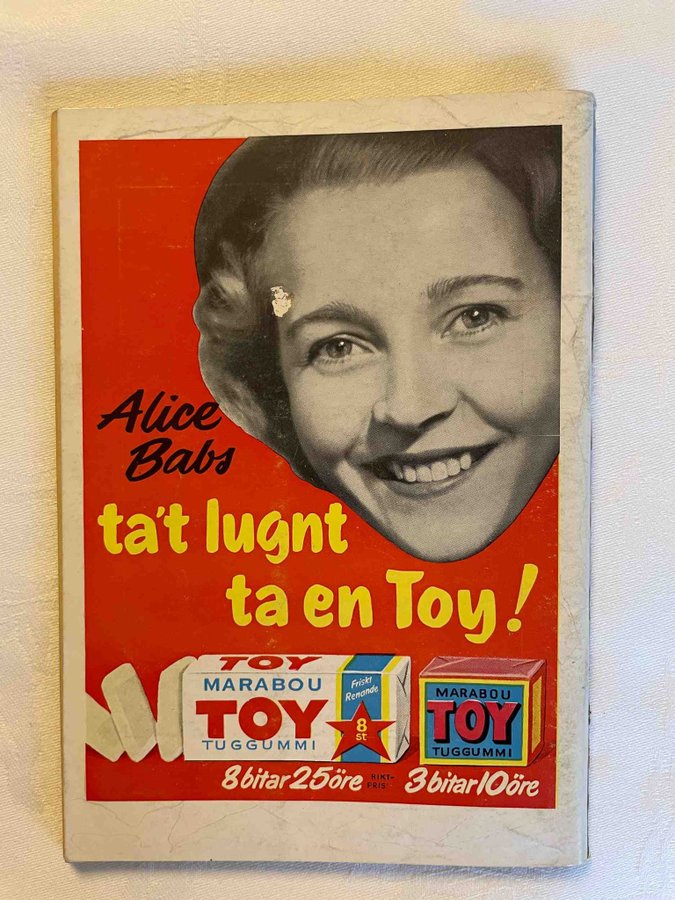 Alice
Babs
ta't lugnt
ta en Toy!
TOY
MARABOU
TOY
TUGGUMMI
Friskt
Renande
8
st
MARABOU
TOY
TUGGUMMI
8 bitar 25 öre RIKT-
PRIS 3 bitar 10 öre